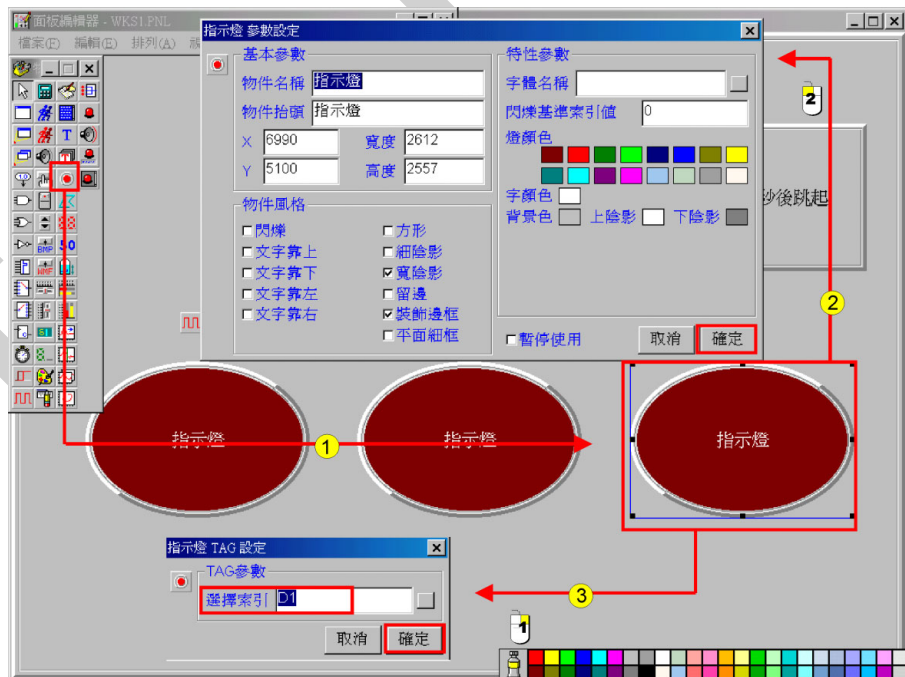 面板編輯器 - WKS1.PNL
檔案(F) 編輯(E) 排列(A)
指示燈 參數設定
基本參數
物件名稱 指示燈
物件抬頭 指示燈
X 6990 寬度 2612
Y 5100 高度 2557
物件風格
閃爍 方形
文字靠上 細陰影
文字靠下 寬陰影
文字靠左 留邊
文字靠右 裝飾邊框
平面細框
特性參數
字體名稱
閃爍基準索引值 0
燈顏色
字顏色
背景色 上陰影 下陰影
暫停使用 取消 確定
2
秒後跳起
2
T
T
1,0
88
BMP 50
WMF
指示燈 指示燈 指示燈
1
指示燈 TAG 設定
TAG參數
選擇索引 D1
取消 確定
3
1